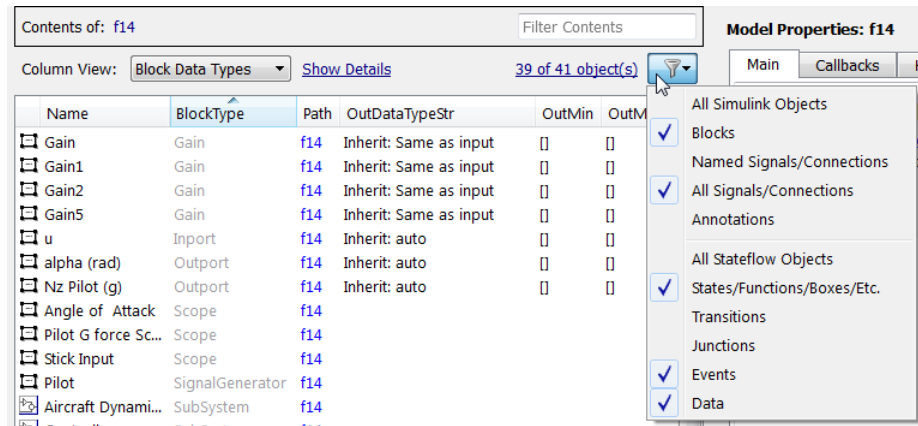 Contents of: f14
Filter Contents
Model Properties: f14
Column View: Block Data Types Show Details 39 of 41 object(s)
Main Callbacks
Name BlockType Path OutDataTypeStr OutMin OutM
Gain Gain f14 Inherit: Same as input [] []
Gain1 Gain f14 Inherit: Same as input [] []
Gain2 Gain f14 Inherit: Same as input [] []
Gain5 Gain f14 Inherit: Same as input [] []
u Inport f14 Inherit: auto [] []
alpha (rad) Outport f14 Inherit: auto [] []
Nz Pilot (g) Outport f14 Inherit: auto [] []
Angle of Attack Scope f14
Pilot G force Sc... Scope f14
Stick Input Scope f14
Pilot SignalGenerator f14
Aircraft Dynami... SubSystem f14
All Simulink Objects
Blocks
Named Signals/Connections
All Signals/Connections
Annotations
All Stateflow Objects
States/Functions/Boxes/Etc.
Transitions
Junctions
Events
Data